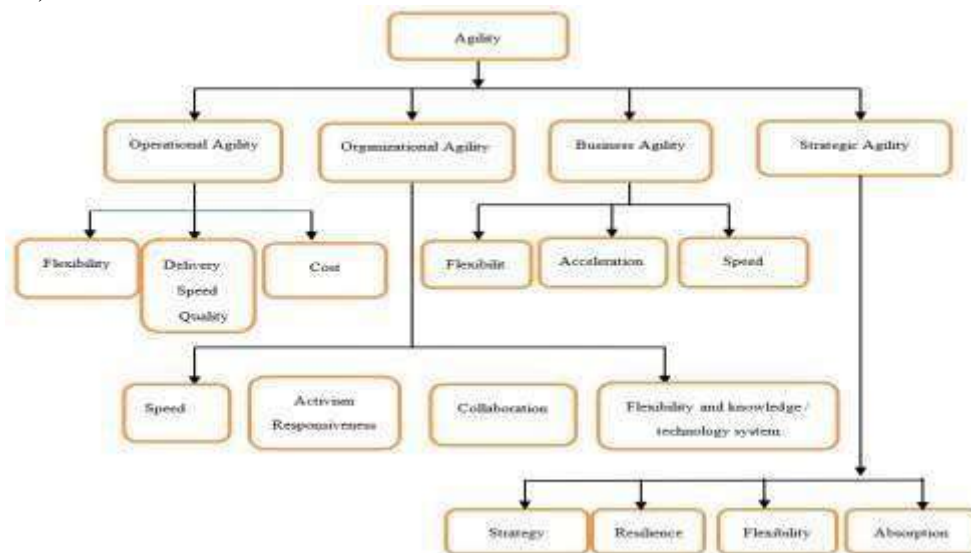 Agility
Operational Agility
Organizational Agility
Business Agility
Strategic Agility
Flexibility
Delivery
Speed
Quality
Cost
Flexibilit
Acceleration
Speed
Speed
Activism
Responsiveness
Collaboration
Flexibility and knowledge /
technology system
Strategy
Resilience
Flexibility
Absorption